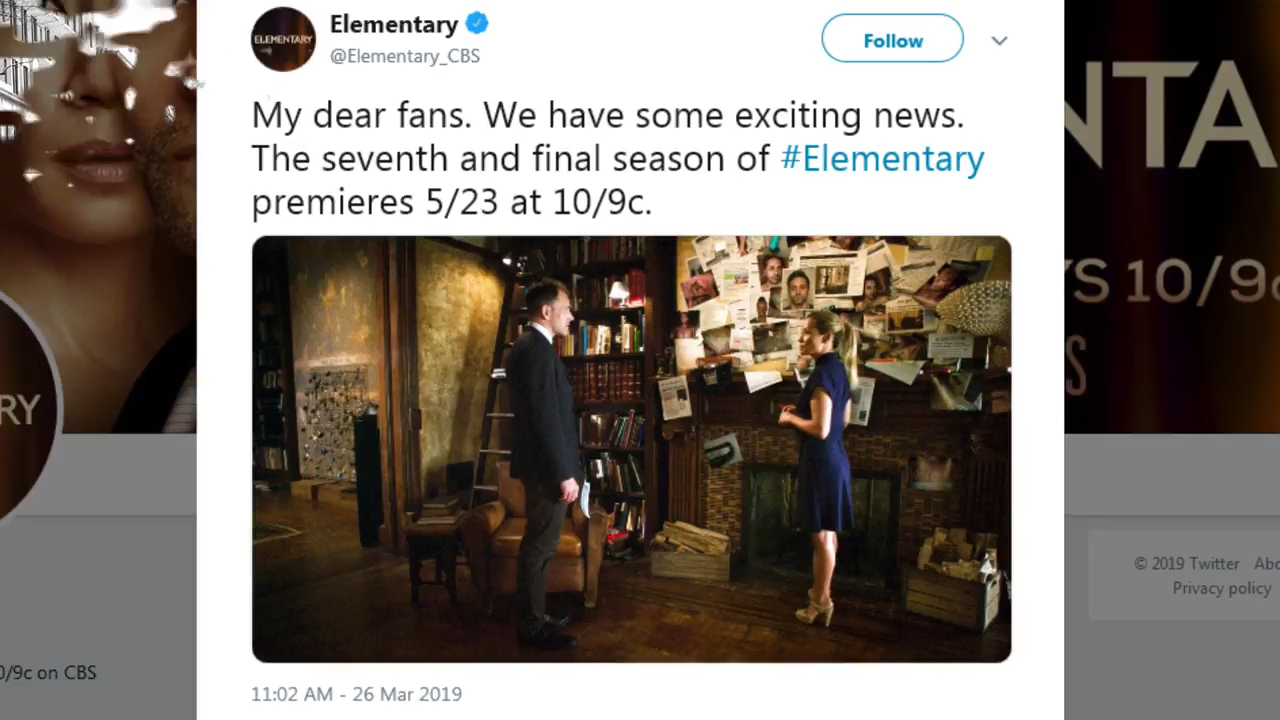 ELEMENTARY
Elementary
@Elementary_CBS
Follow
My dear fans. We have some exciting news.
The seventh and final season of #Elementary
premieres 5/23 at 10/9c.
11:02 AM - 26 Mar 2019
NTA
S 10/9c
S
RY
0/9c on CBS
© 2019 Twitter Abo
Privacy policy